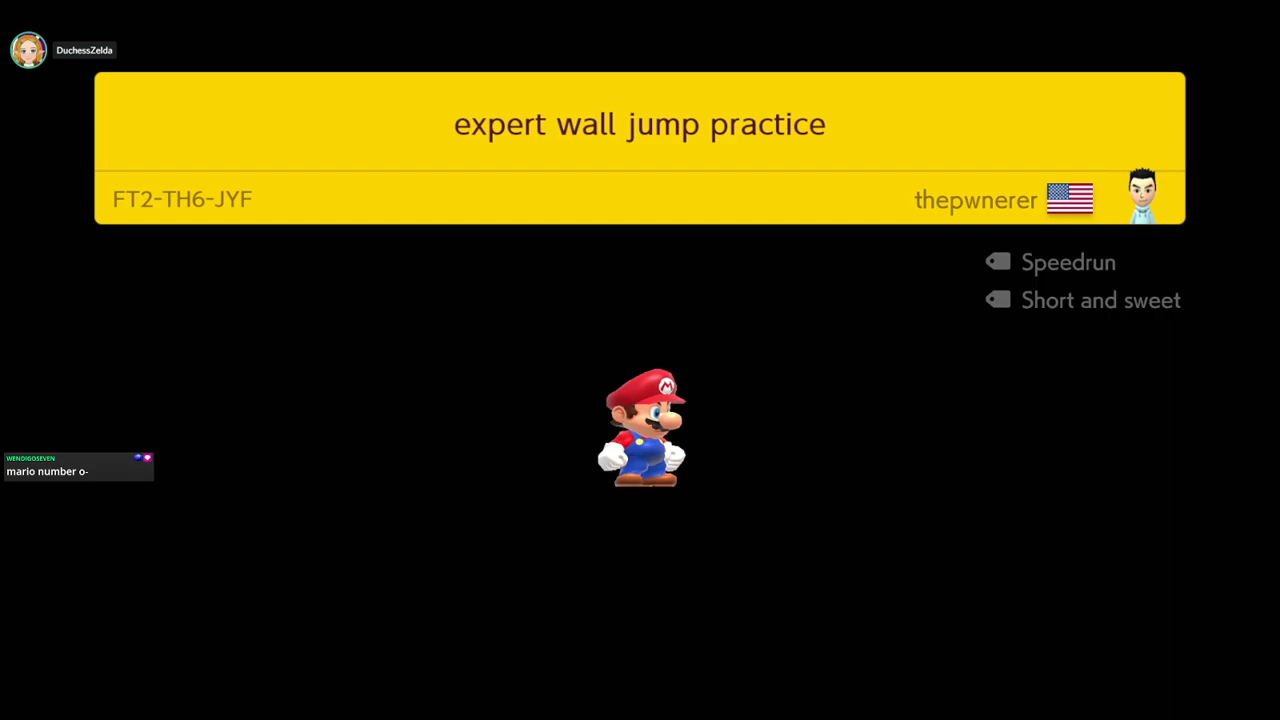 DuchessZelda
expert wall jump practice
FT2-TH6-JYF
thepwnerer
Speedrun
Short and sweet
WENDIGOSEVEN
mario number o-